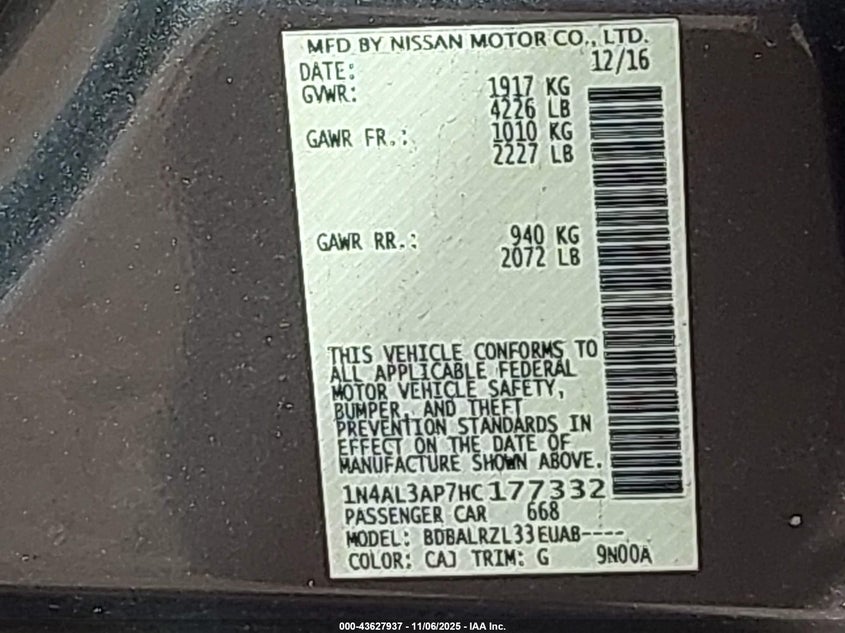 MFD BY NISSAN MOTOR CO., LTD.
DATE: 12/16
GVWR: 1917 KG
4226 LB
GAWR FR.: 1010 KG
2227 LB
GAWR RR.: 940 KG
2072 LB
THIS VEHICLE CONFORMS TO
ALL APPLICABLE FEDERAL
MOTOR VEHICLE SAFETY,
BUMPER, AND THEFT
PREVENTION STANDARDS IN
EFFECT ON THE DATE OF
MANUFACTURE SHOWN ABOVE.
1N4AL3AP7HC177332
PASSENGER CAR 668
MODEL: BDBALRZL33EUAB----
COLOR: CAJ TRIM: G 9N00A
000-43627937 - 11/06/2025 - IAA Inc.